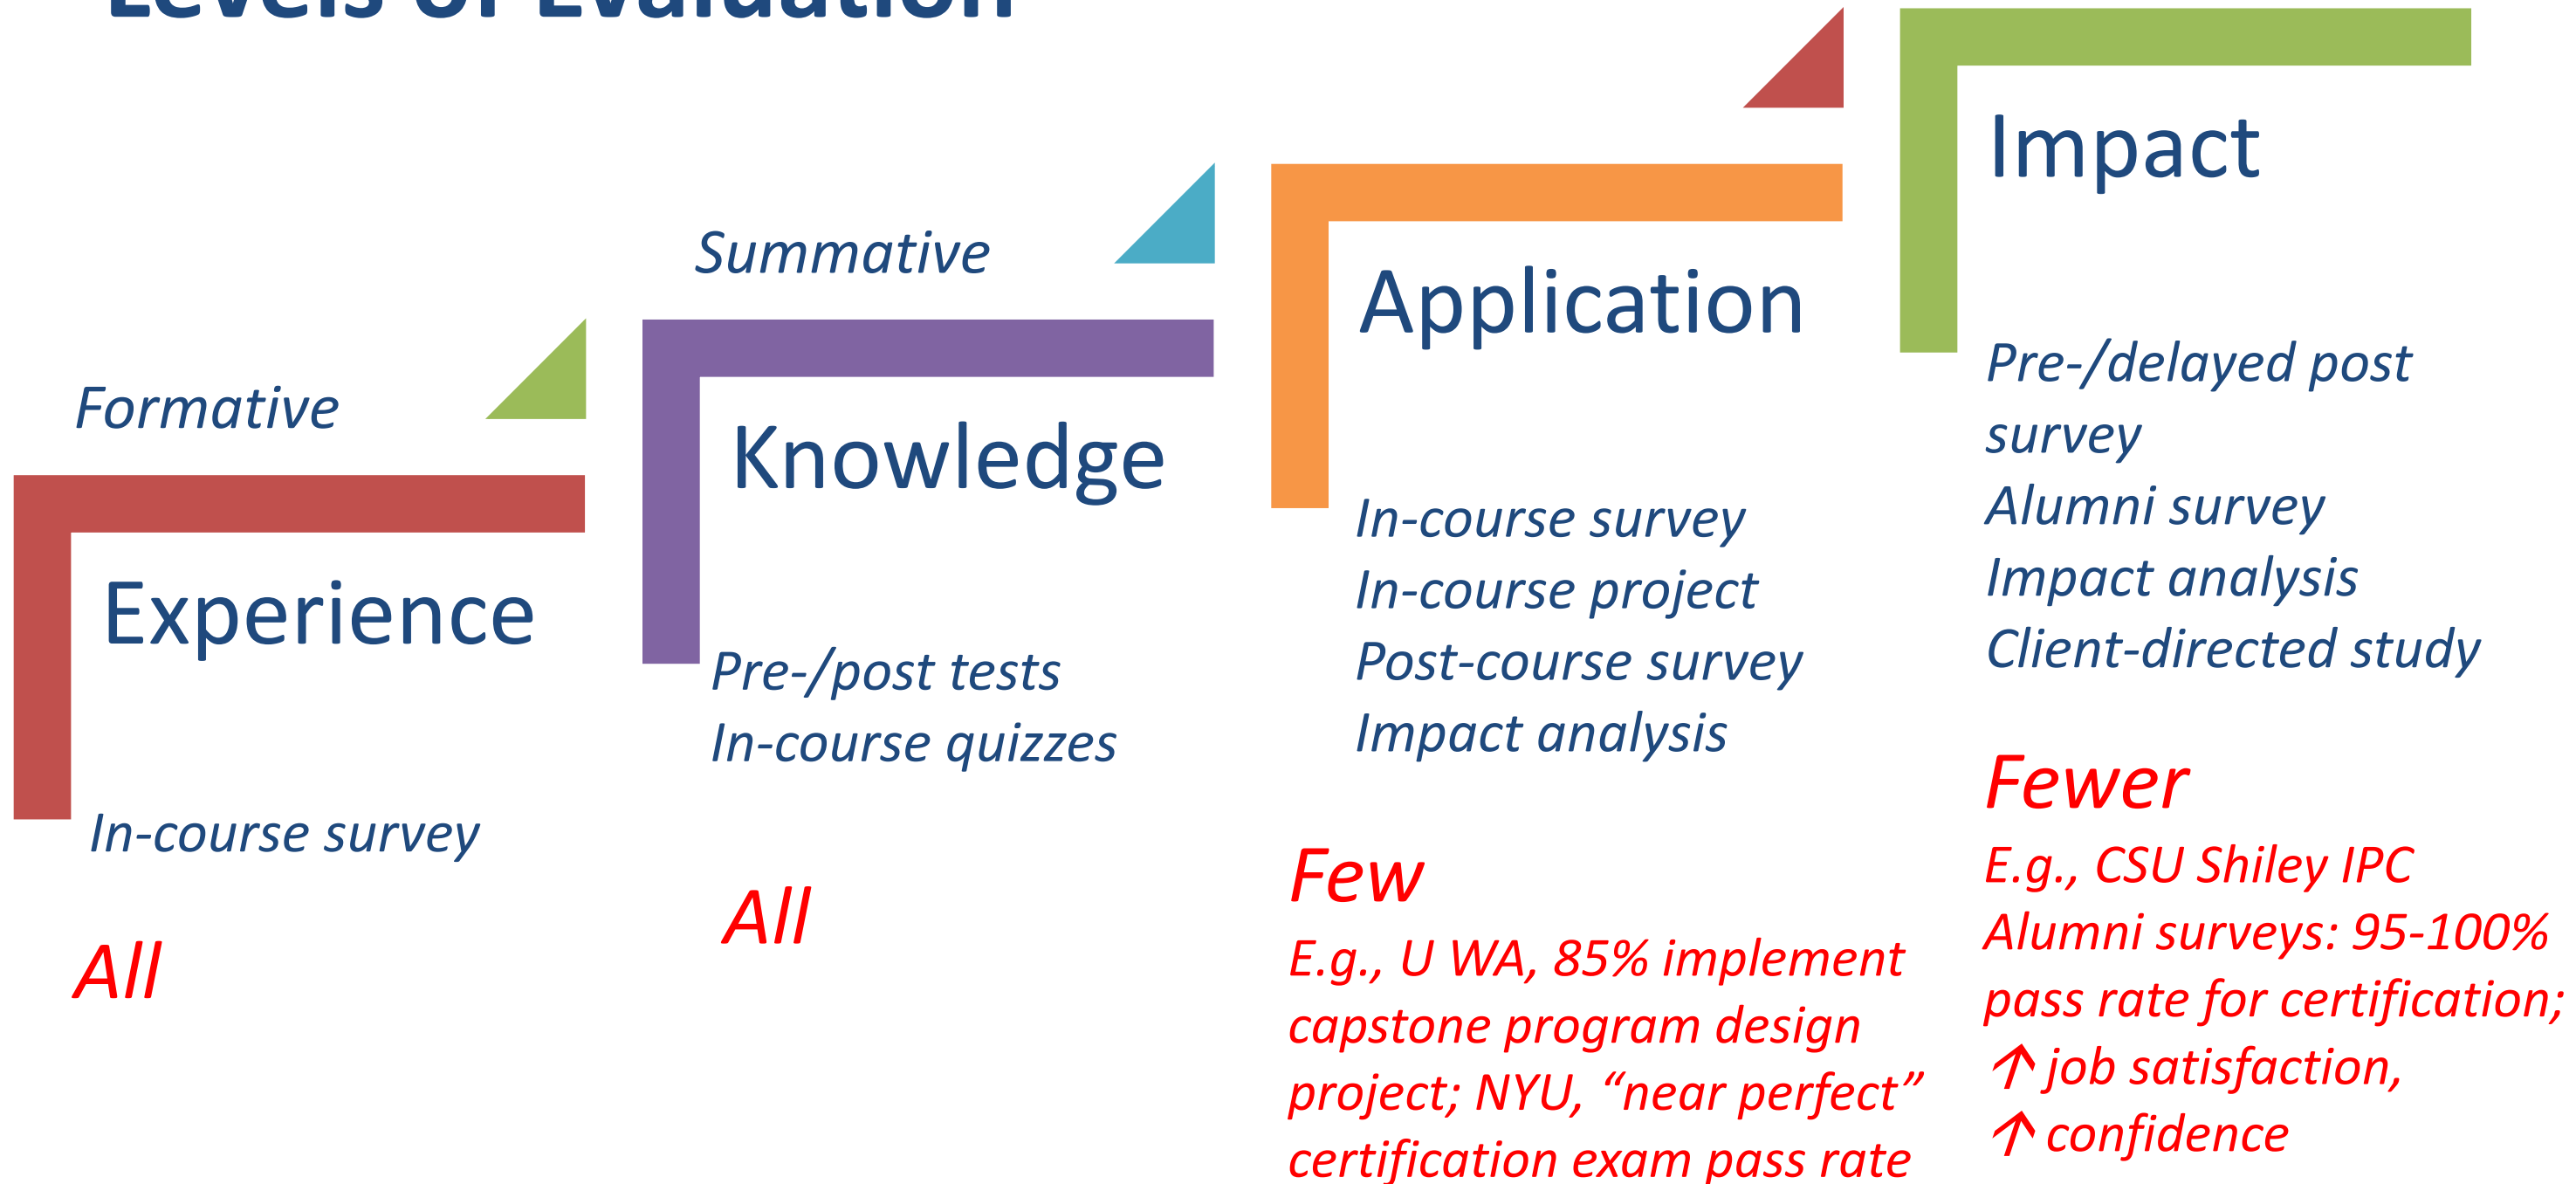 Levels of Evaluation
Formative
Experience
In-course survey
All
Summative
Knowledge
Pre-/post tests
In-course quizzes
All
Application
In-course survey
In-course project
Post-course survey
Impact analysis
Few
E.g., U WA, 85% implement
capstone program design
project; NYU, “near perfect”
certification exam pass rate
Impact
Pre-/delayed post
survey
Alumni survey
Impact analysis
Client-directed study
Fewer
E.g., CSU Shiley IPC
Alumni surveys: 95-100%
pass rate for certification;
↑ job satisfaction,
↑ confidence